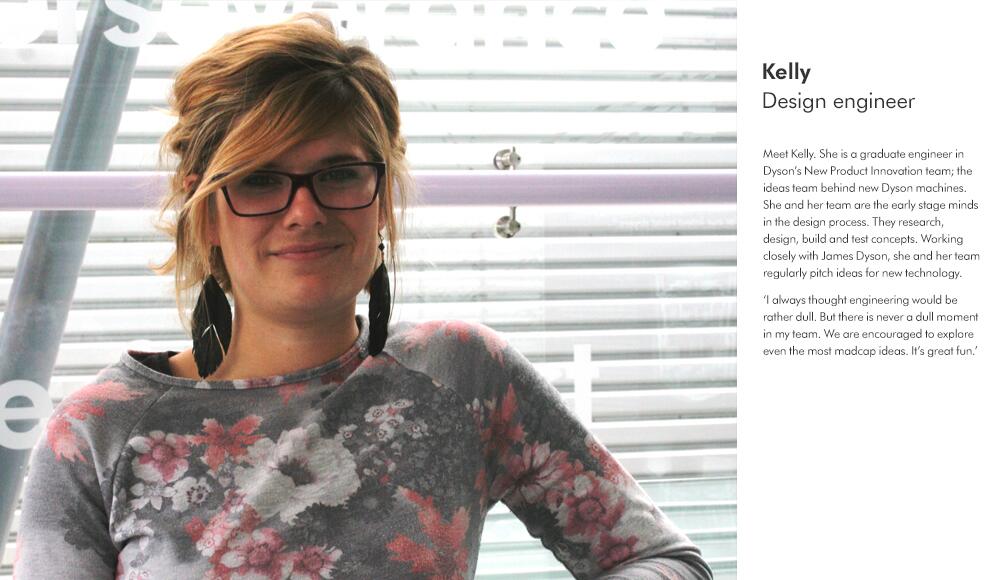 Kelly
Design engineer
Meet Kelly. She is a graduate engineer in
Dyson's New Product Innovation team; the
ideas team behind new Dyson machines.
She and her team are the early stage minds
in the design process. They research,
design, build and test concepts. Working
closely with James Dyson, she and her team
regularly pitch ideas for new technology.
'I always thought engineering would be
rather dull. But there is never a dull moment
in my team. We are encouraged to explore
even the most madcap ideas. It's great fun.'